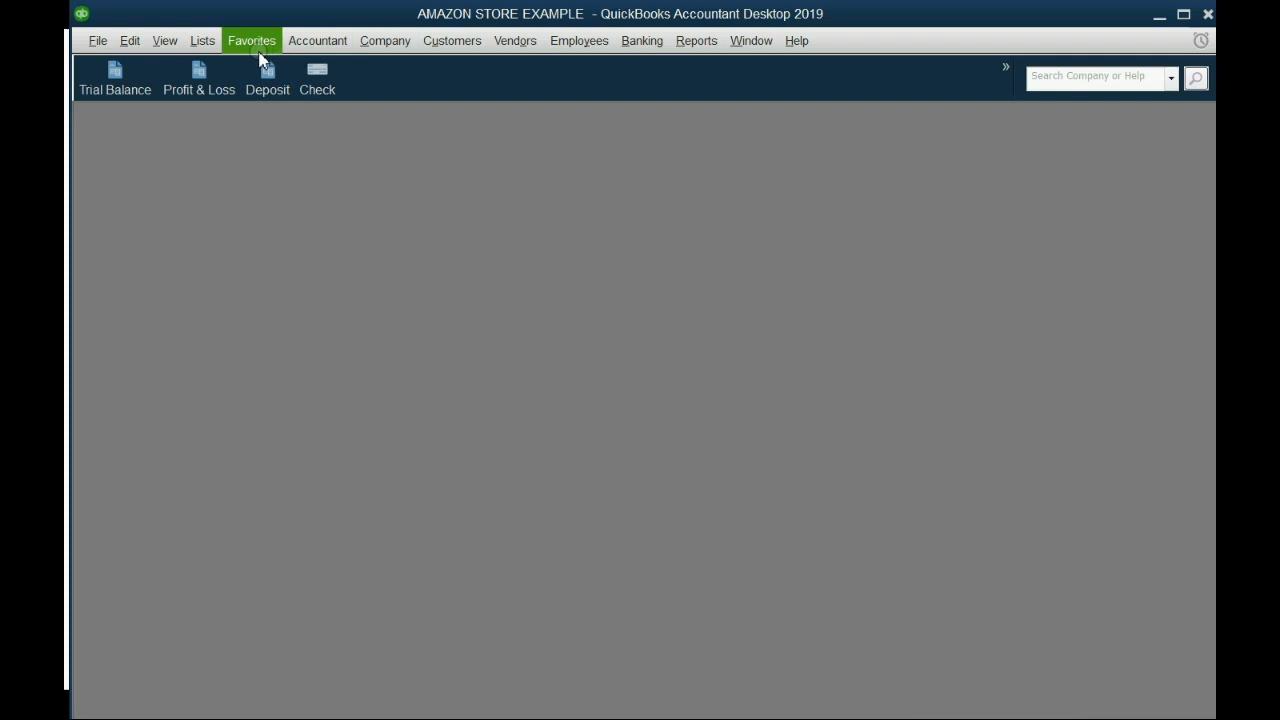 qb
AMAZON STORE EXAMPLE - QuickBooks Accountant Desktop 2019
File Edit View Lists Favorites Accountant Company Customers Vendors Employees Banking Reports Window Help
Trial Balance Profit & Loss Deposit Check » Search Company or Help